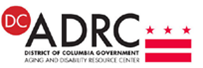 DC ADRC
DISTRICT OF COLUMBIA GOVERNMENT
AGING AND DISABILITY RESOURCE CENTER